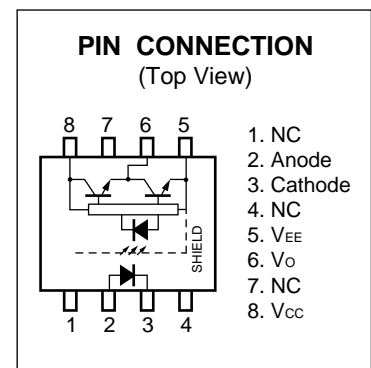 PIN CONNECTION
(Top View)
8 7 6 5
SHIELD
1 2 3 4
1. NC
2. Anode
3. Cathode
4. NC
5. VEE
6. VO
7. NC
8. VCC